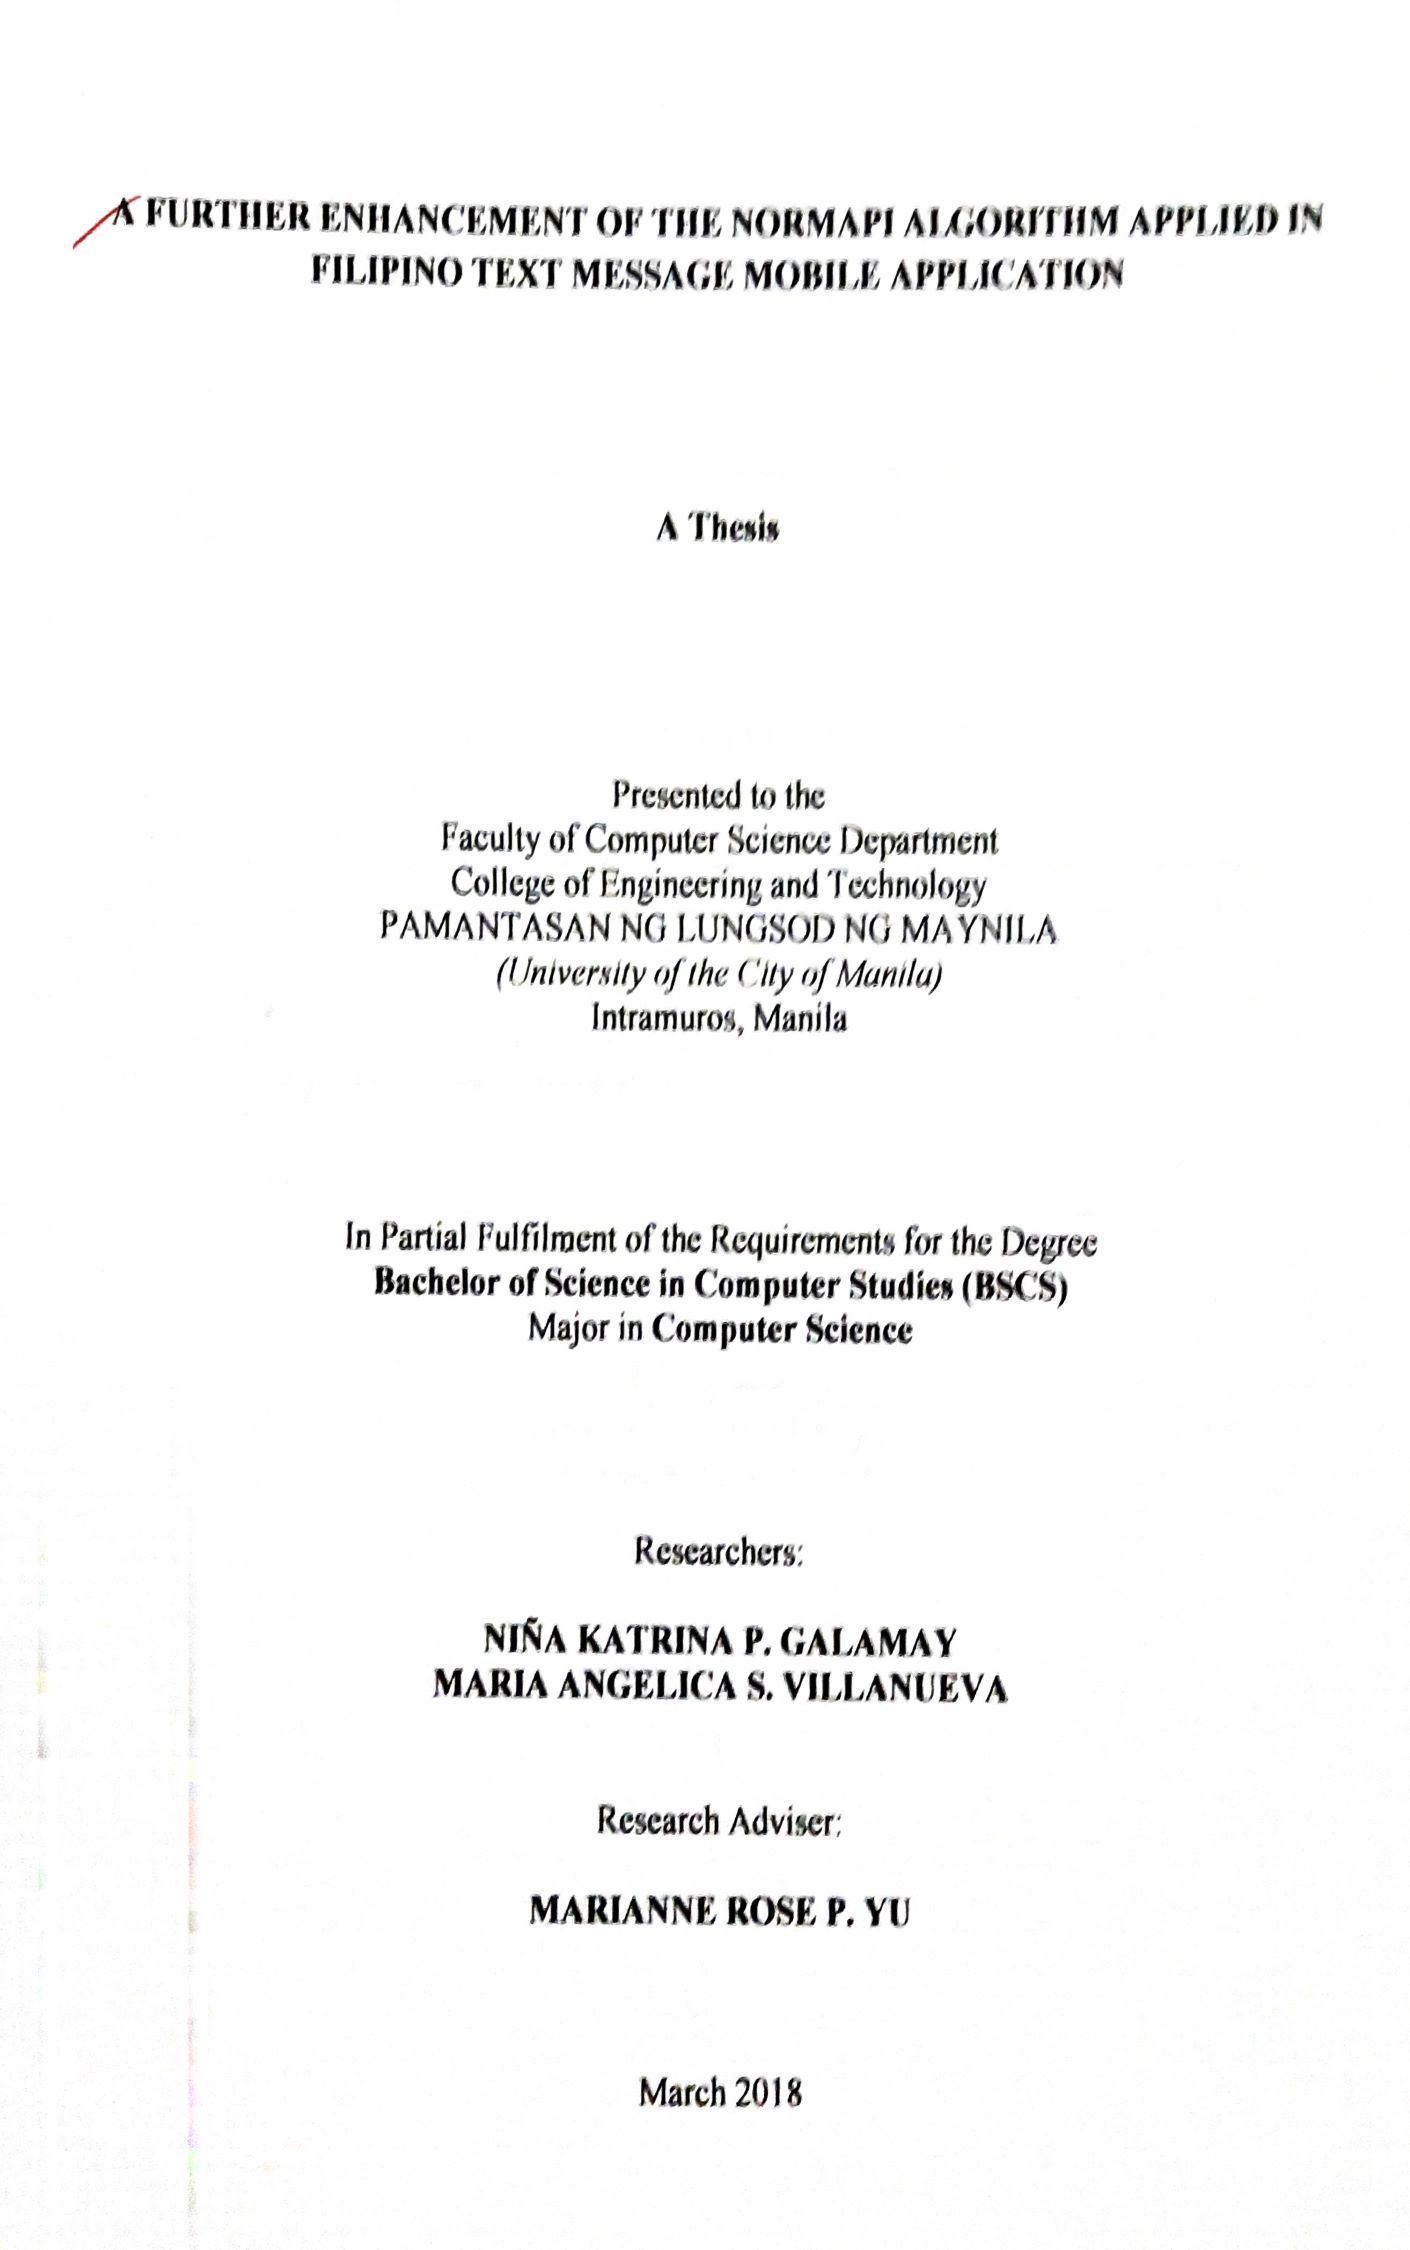 A FURTHER ENHANCEMENT OF THE NORMAPI ALGORITHM APPLIED IN
FILIPINO TEXT MESSAGE MOBILE APPLICATION
A Thesis
Presented to the
Faculty of Computer Science Department
College of Engineering and Technology
PAMANTASAN NG LUNGSOD NG MAYNILA
(University of the City of Manila)
Intramuros, Manila
In Partial Fulfilment of the Requirements for the Degree
Bachelor of Science in Computer Studies (BSCS)
Major in Computer Science
Researchers:
NIÑA KATRINA P. GALAMAY
MARIA ANGELICA S. VILLANUEVA
Research Adviser:
MARIANNE ROSE P. YU
March 2018